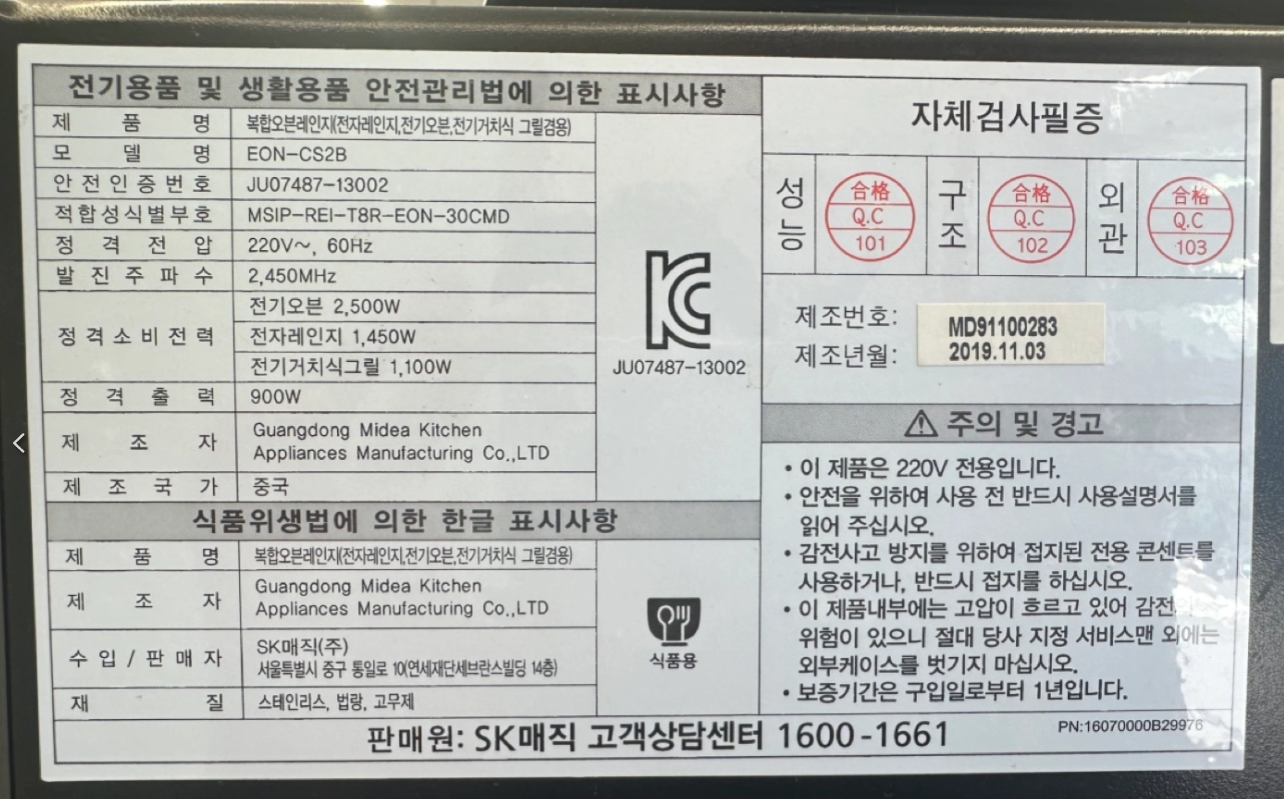 전기용품 및 생활용품 안전관리법에 의한 표시사항
제 품 명 복합오븐레인지(전자레인지,전기오븐,전기거치식 그릴겸용)
모 델 명 EON-CS2B
안전인증번호 JU07487-13002
적합성식별부호 MSIP-REI-T8R-EON-30CMD
정 격 전 압 220V~, 60Hz
발 진 주 파 수 2,450MHz
정격소비전력
전기오븐 2,500W
전자레인지 1,450W
전기거치식그릴 1,100W
정 격 출 력 900W
제 조 자
Guangdong Midea Kitchen
Appliances Manufacturing Co.,LTD
제 조 국 가 중국
JU07487-13002
식품위생법에 의한 한글 표시사항
제 품 명 복합오븐레인지(전자레인지,전기오븐,전기거치식 그릴겸용)
제 조 자
Guangdong Midea Kitchen
Appliances Manufacturing Co.,LTD
수 입 / 판 매 자
SK매직(주)
서울특별시 중구 통일로 10(연세재단세브란스빌딩 14층)
재 질 스테인리스, 법랑, 고무제
식품용
자체검사필증
성능
合格
Q.C
101
구조
合格
Q.C
102
외관
合格
Q.C
103
제조번호: MD91100283
제조년월: 2019.11.03
주의 및 경고
• 이 제품은 220V 전용입니다.
• 안전을 위하여 사용 전 반드시 사용설명서를
읽어 주십시오.
• 감전사고 방지를 위하여 접지된 전용 콘센트를
사용하거나, 반드시 접지를 하십시오.
• 이 제품내부에는 고압이 흐르고 있어 감전의
위험이 있으니 절대 당사 지정 서비스맨 외에는
외부케이스를 벗기지 마십시오.
• 보증기간은 구입일로부터 1년입니다.
판매원: SK매직 고객상담센터 1600-1661
PN:16070000B29976